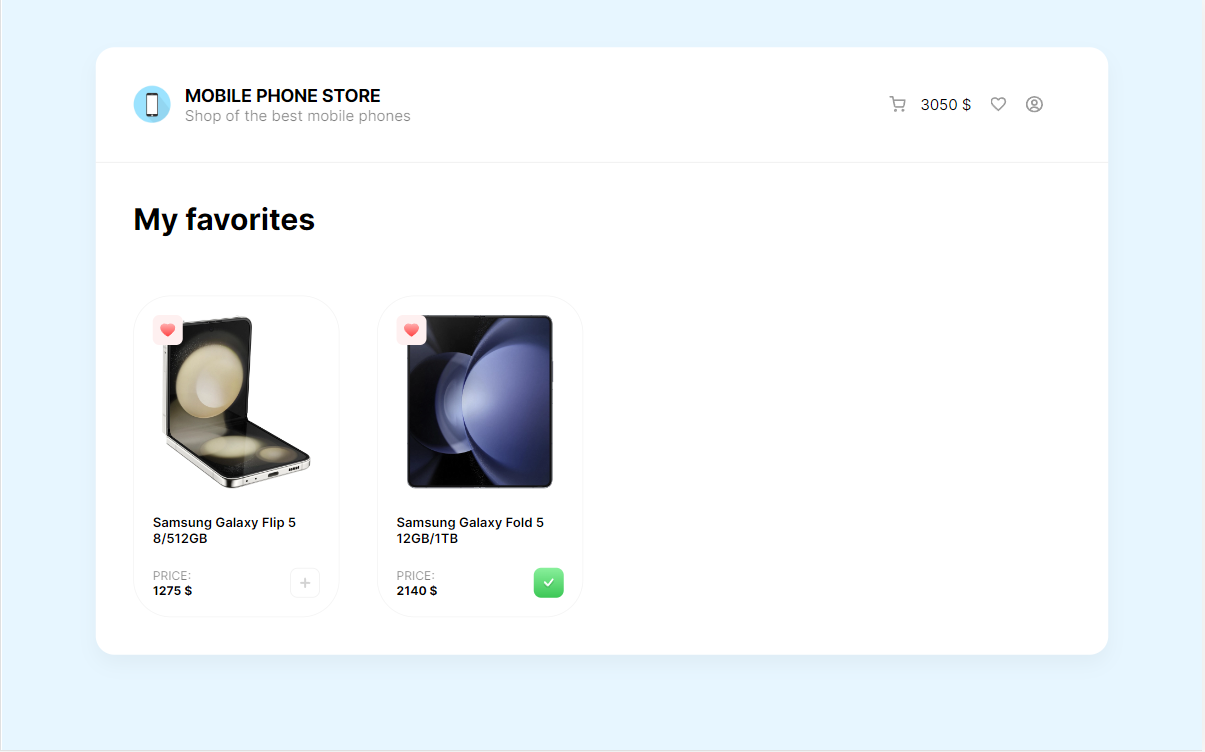 MOBILE PHONE STORE
Shop of the best mobile phones
3050 $
My favorites
Samsung Galaxy Flip 5
8/512GB
PRICE:
1275 $
Samsung Galaxy Fold 5
12GB/1TB
PRICE:
2140 $